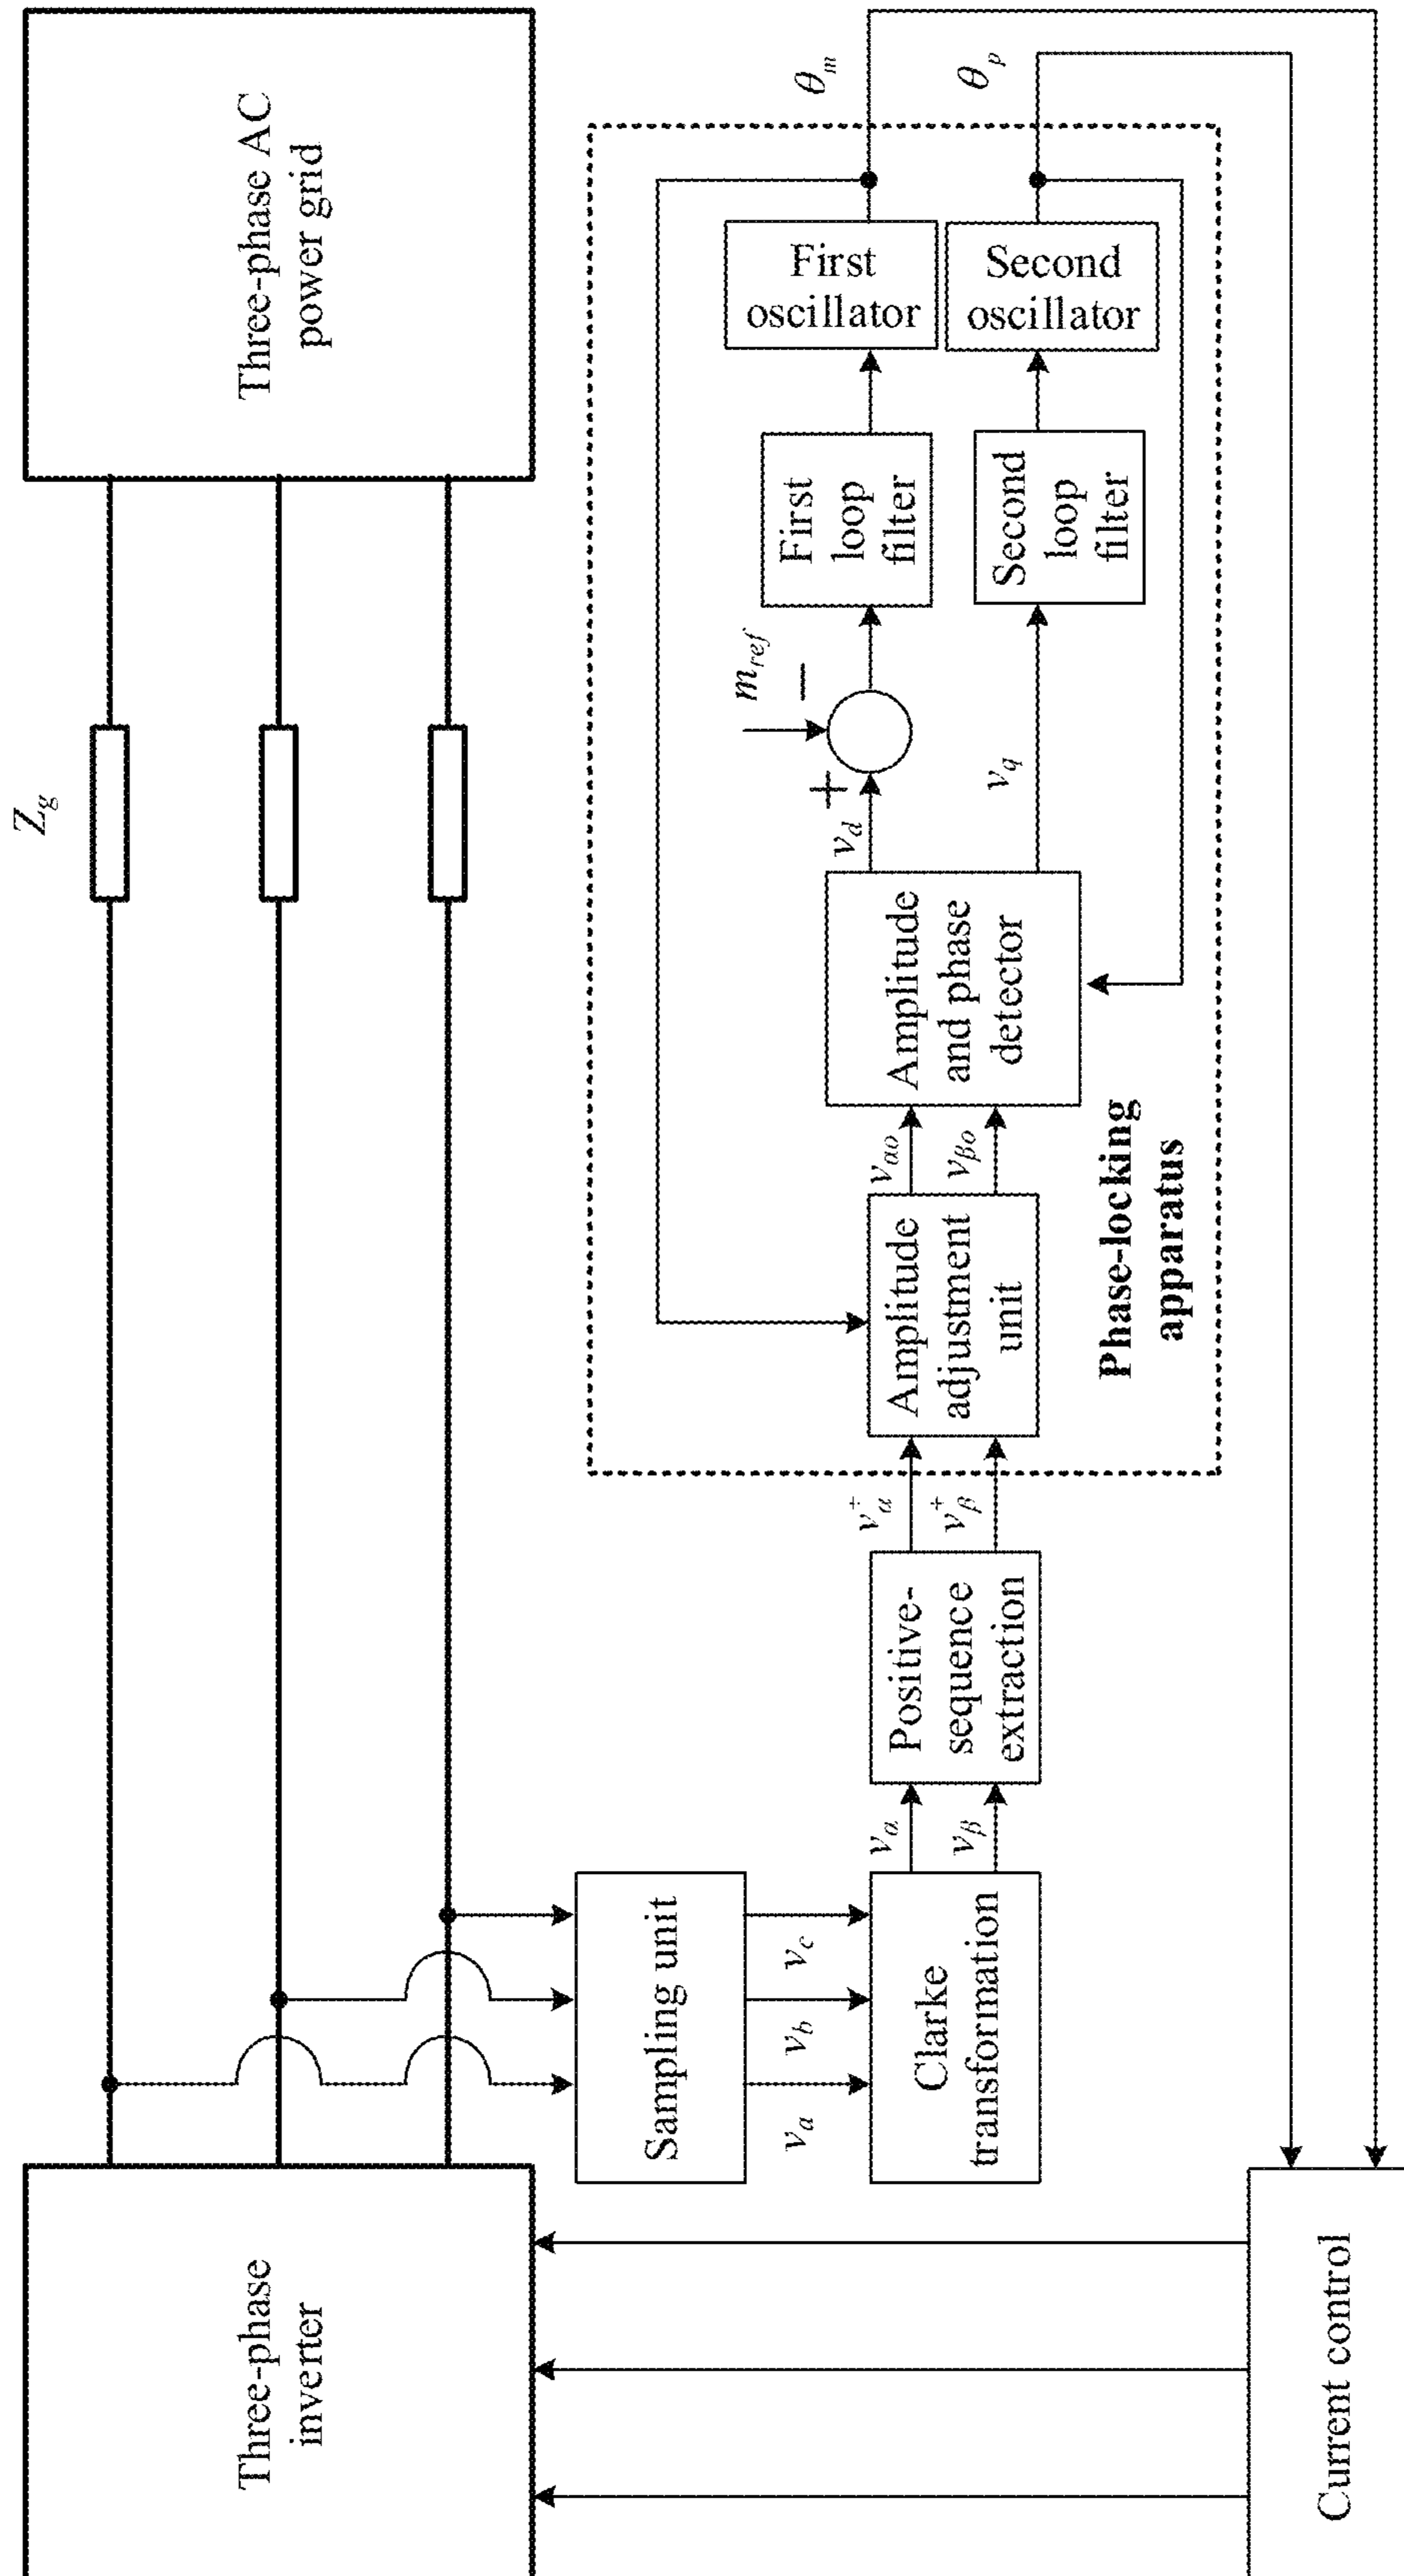 Three-phase
inverter
Z_g
Three-phase AC
power grid
Sampling unit
v_a
v_b
v_c
Clarke
transformation
v_α
v_β
Positive-
sequence
extraction
v_α^+
v_β^+
Amplitude
adjustment
unit
v_αo
v_βo
Amplitude
and phase
detector
v_d
+
m_ref
−
v_q
First
loop
filter
Second
loop
filter
First
oscillator
Second
oscillator
θ_m
θ_p
Phase-locking
apparatus
Current control